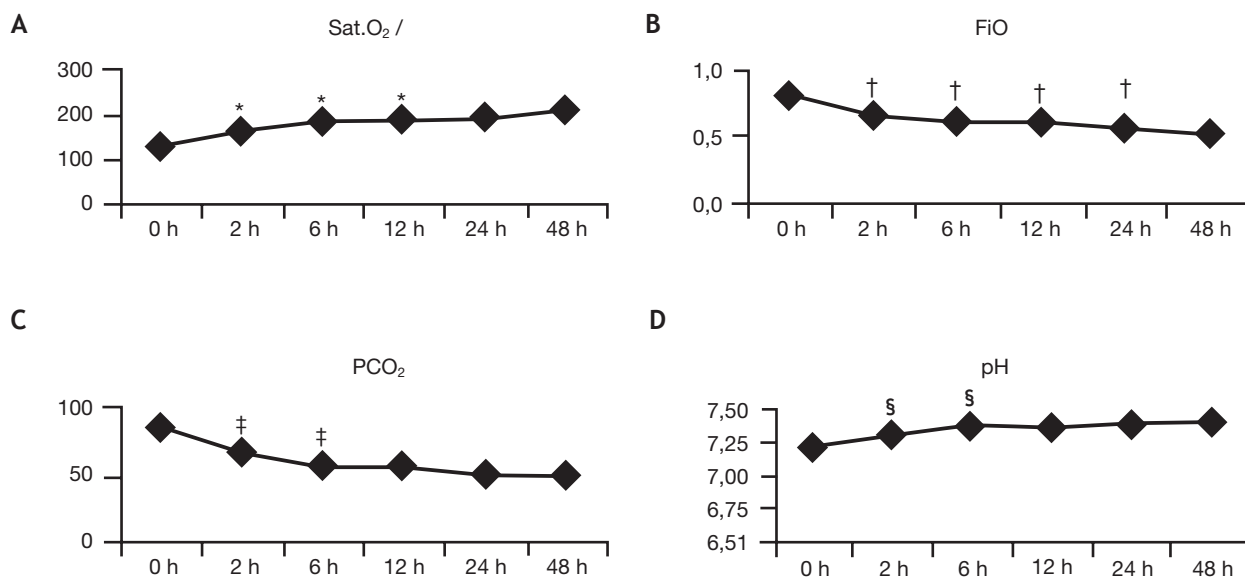 A
Sat.O₂ /
300
200
100
0
* * *
0 h 2 h 6 h 12 h 24 h 48 h
B
FiO
1,0
0,5
0,0
† † † †
0 h 2 h 6 h 12 h 24 h 48 h
C
PCO₂
100
50
0
‡ ‡
0 h 2 h 6 h 12 h 24 h 48 h
D
pH
7,50
7,25
7,00
6,75
6,51
§ §
0 h 2 h 6 h 12 h 24 h 48 h